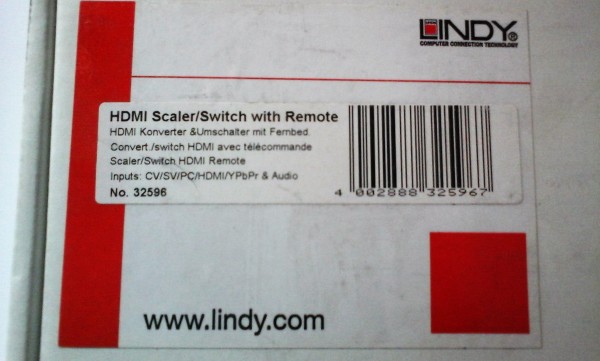 LINDY®
COMPUTER CONNECTION TECHNOLOGY
HDMI Scaler/Switch with Remote
HDMI Konverter &Umschalter mit Fernbed.
Convert./switch HDMI avec télécommande
Scaler/Switch HDMI Remote
Inputs: CV/SV/PC/HDMI/YPbPr & Audio
No. 32596
4 002888 325967
www.lindy.com